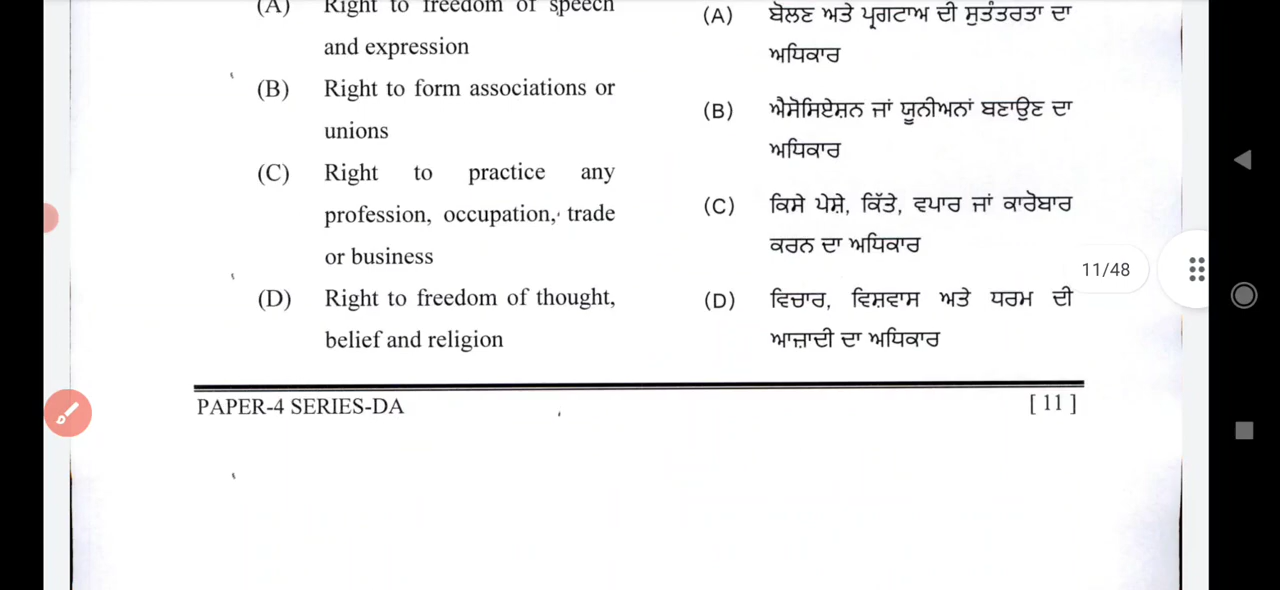 (A) Right to freedom of speech
and expression
(B) Right to form associations or
unions
(C) Right to practice any
profession, occupation, trade
or business
(D) Right to freedom of thought,
belief and religion
(A) ਬੋਲਣ ਅਤੇ ਪ੍ਰਗਟਾਅ ਦੀ ਸੁਤੰਤਰਤਾ ਦਾ
ਅਧਿਕਾਰ
(B) ਐਸੋਸਿਏਸ਼ਨ ਜਾਂ ਯੂਨੀਅਨਾਂ ਬਣਾਉਣ ਦਾ
ਅਧਿਕਾਰ
(C) ਕਿਸੇ ਪੇਸ਼ੇ, ਕਿੱਤੇ, ਵਪਾਰ ਜਾਂ ਕਾਰੋਬਾਰ
ਕਰਨ ਦਾ ਅਧਿਕਾਰ
(D) ਵਿਚਾਰ, ਵਿਸ਼ਵਾਸ ਅਤੇ ਧਰਮ ਦੀ
ਆਜ਼ਾਦੀ ਦਾ ਅਧਿਕਾਰ
11/48
PAPER-4 SERIES-DA
[ 11 ]